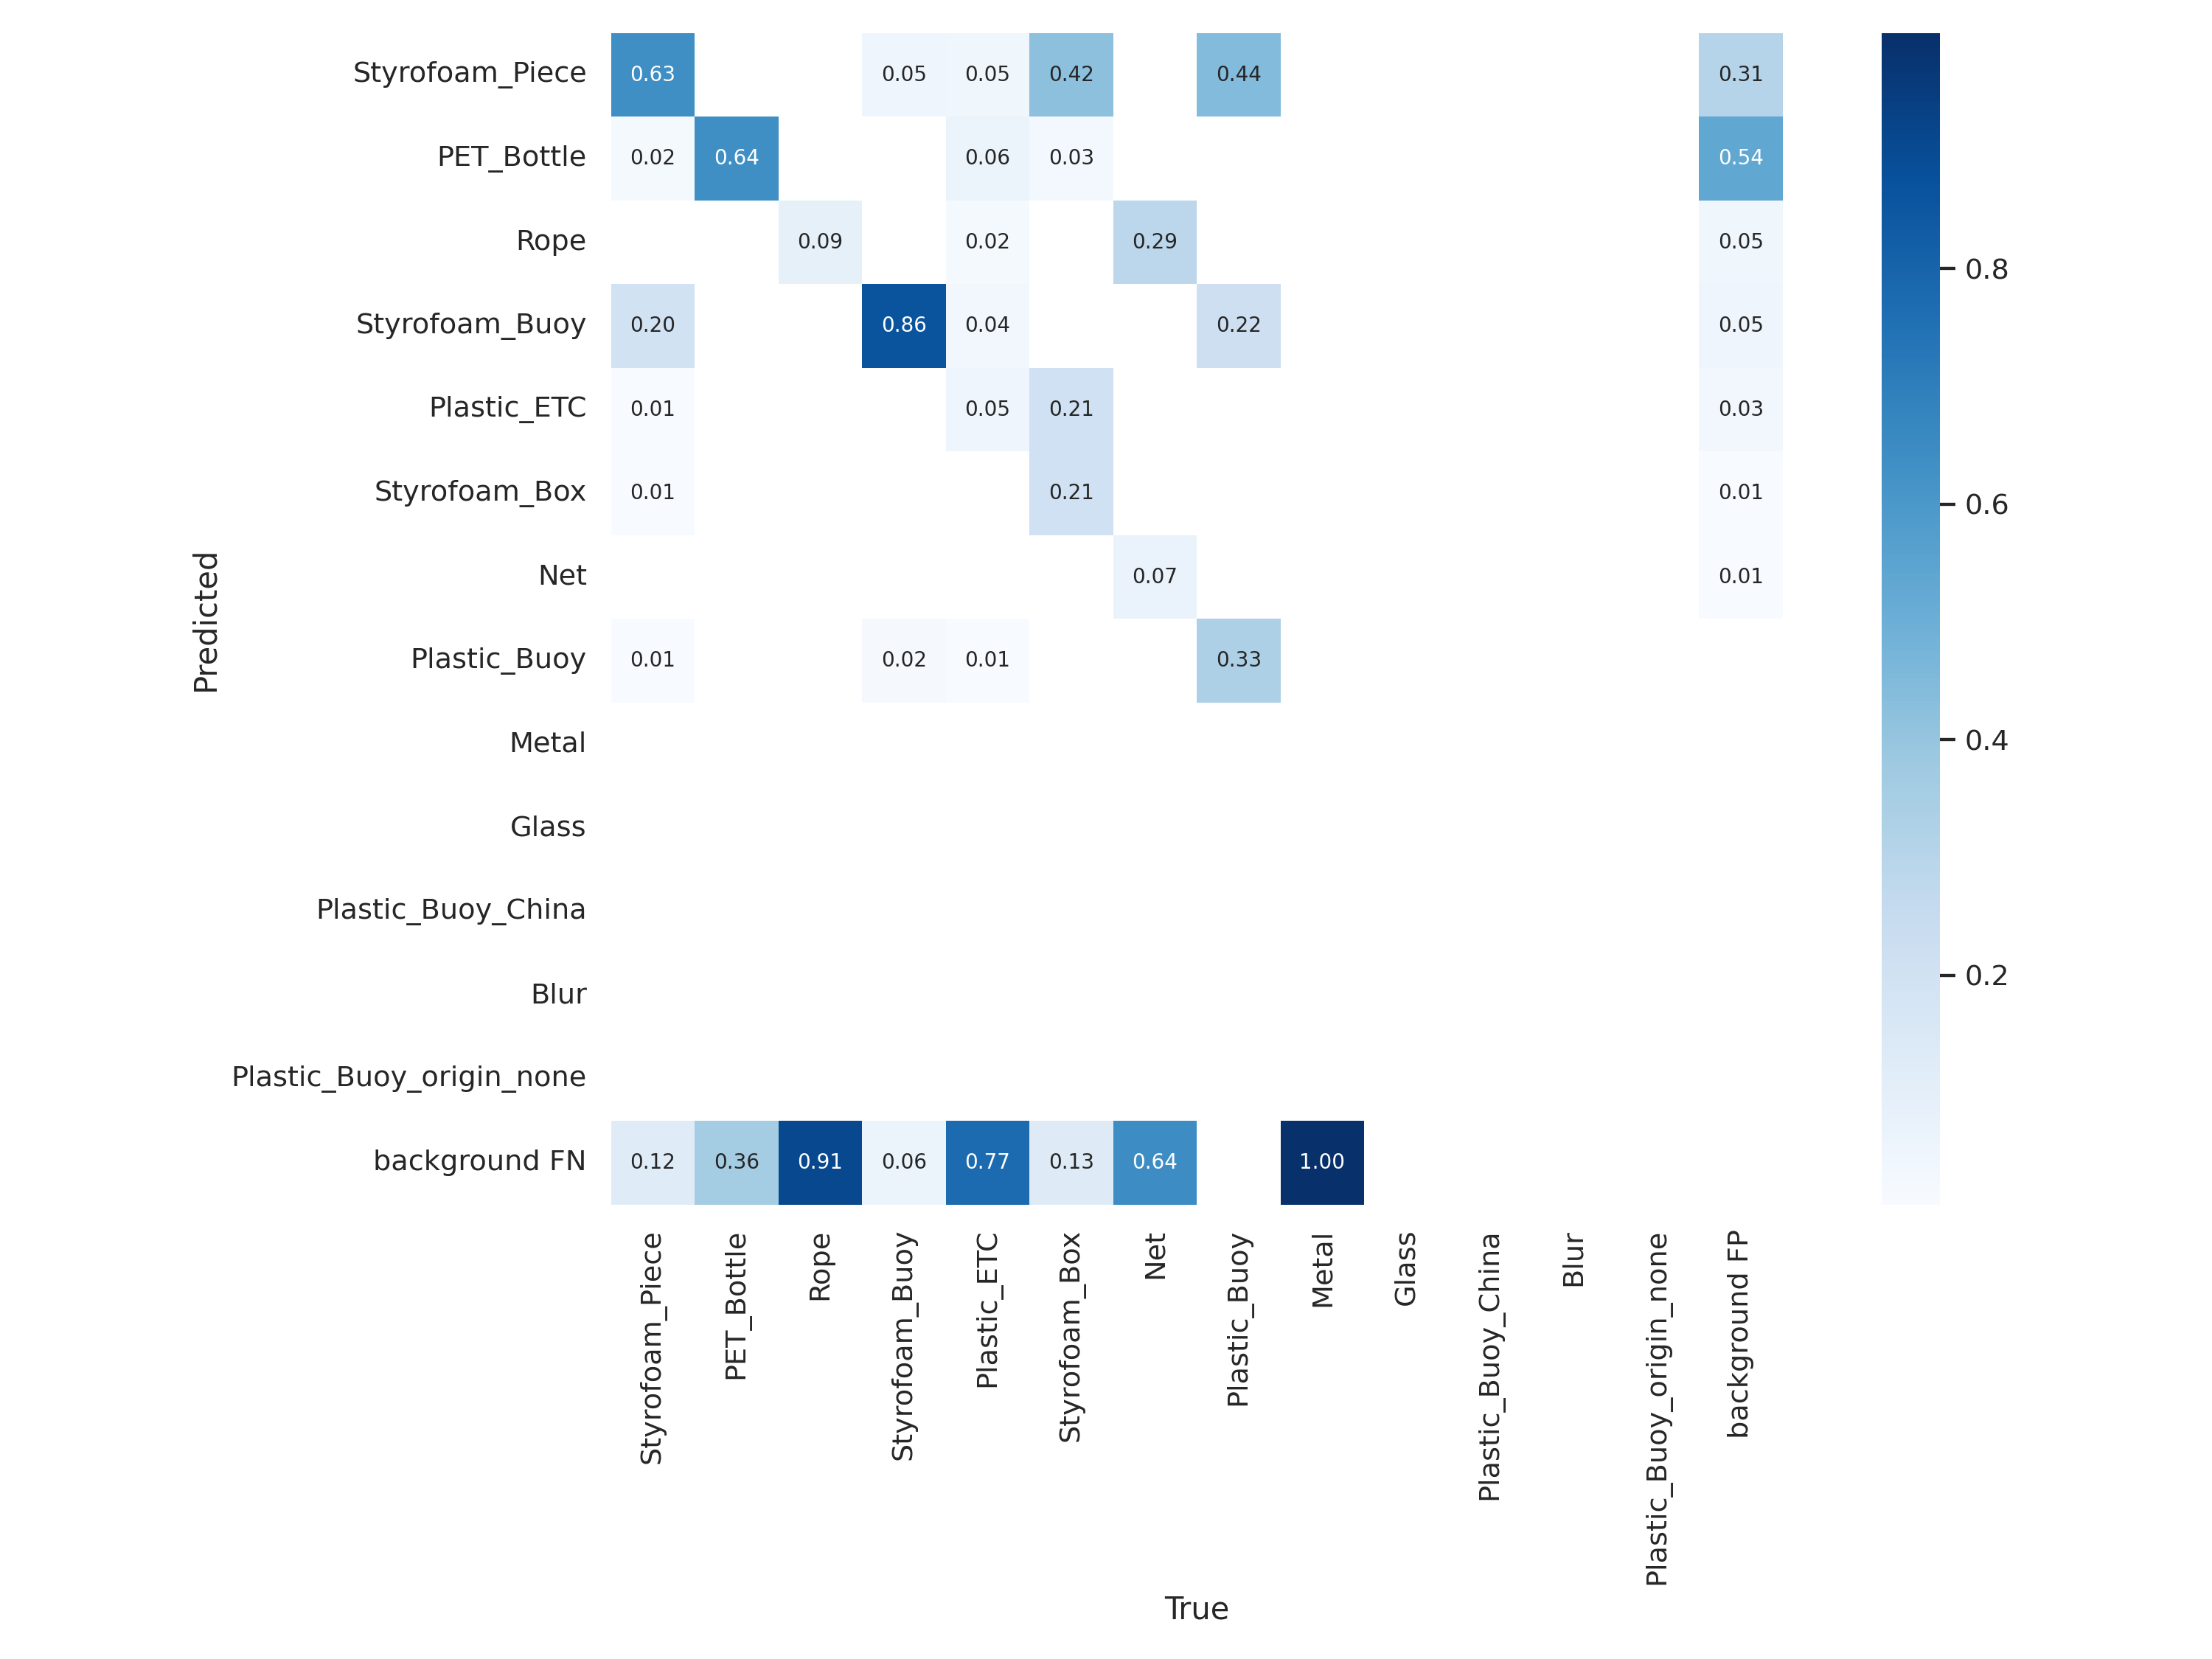 Styrofoam_Piece 0.63 0.05 0.05 0.42 0.44 0.31
PET_Bottle 0.02 0.64 0.06 0.03 0.54
Rope 0.09 0.02 0.29 0.05
0.8
Styrofoam_Buoy 0.20 0.86 0.04 0.22 0.05
Plastic_ETC 0.01 0.05 0.21 0.03
Styrofoam_Box 0.01 0.21 0.01
0.6
Net 0.07 0.01
Predicted
Plastic_Buoy 0.01 0.02 0.01 0.33
Metal
0.4
Glass
Plastic_Buoy_China
Blur
0.2
Plastic_Buoy_origin_none
background FN 0.12 0.36 0.91 0.06 0.77 0.13 0.64 1.00
Styrofoam_Piece
PET_Bottle
Rope
Styrofoam_Buoy
Plastic_ETC
Styrofoam_Box
Net
Plastic_Buoy
Metal
Glass
Plastic_Buoy_China
Blur
Plastic_Buoy_origin_none
background FP
True